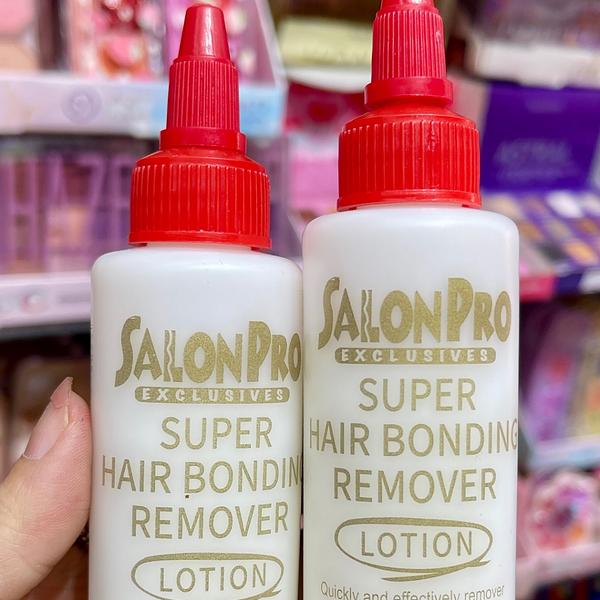 SALONPRO
EXCLUSIVES
SUPER
HAIR BONDING
REMOVER
LOTION
SALONPRO
EXCLUSIVES
SUPER
HAIR BONDING
REMOVER
LOTION
Quickly and effectively remover